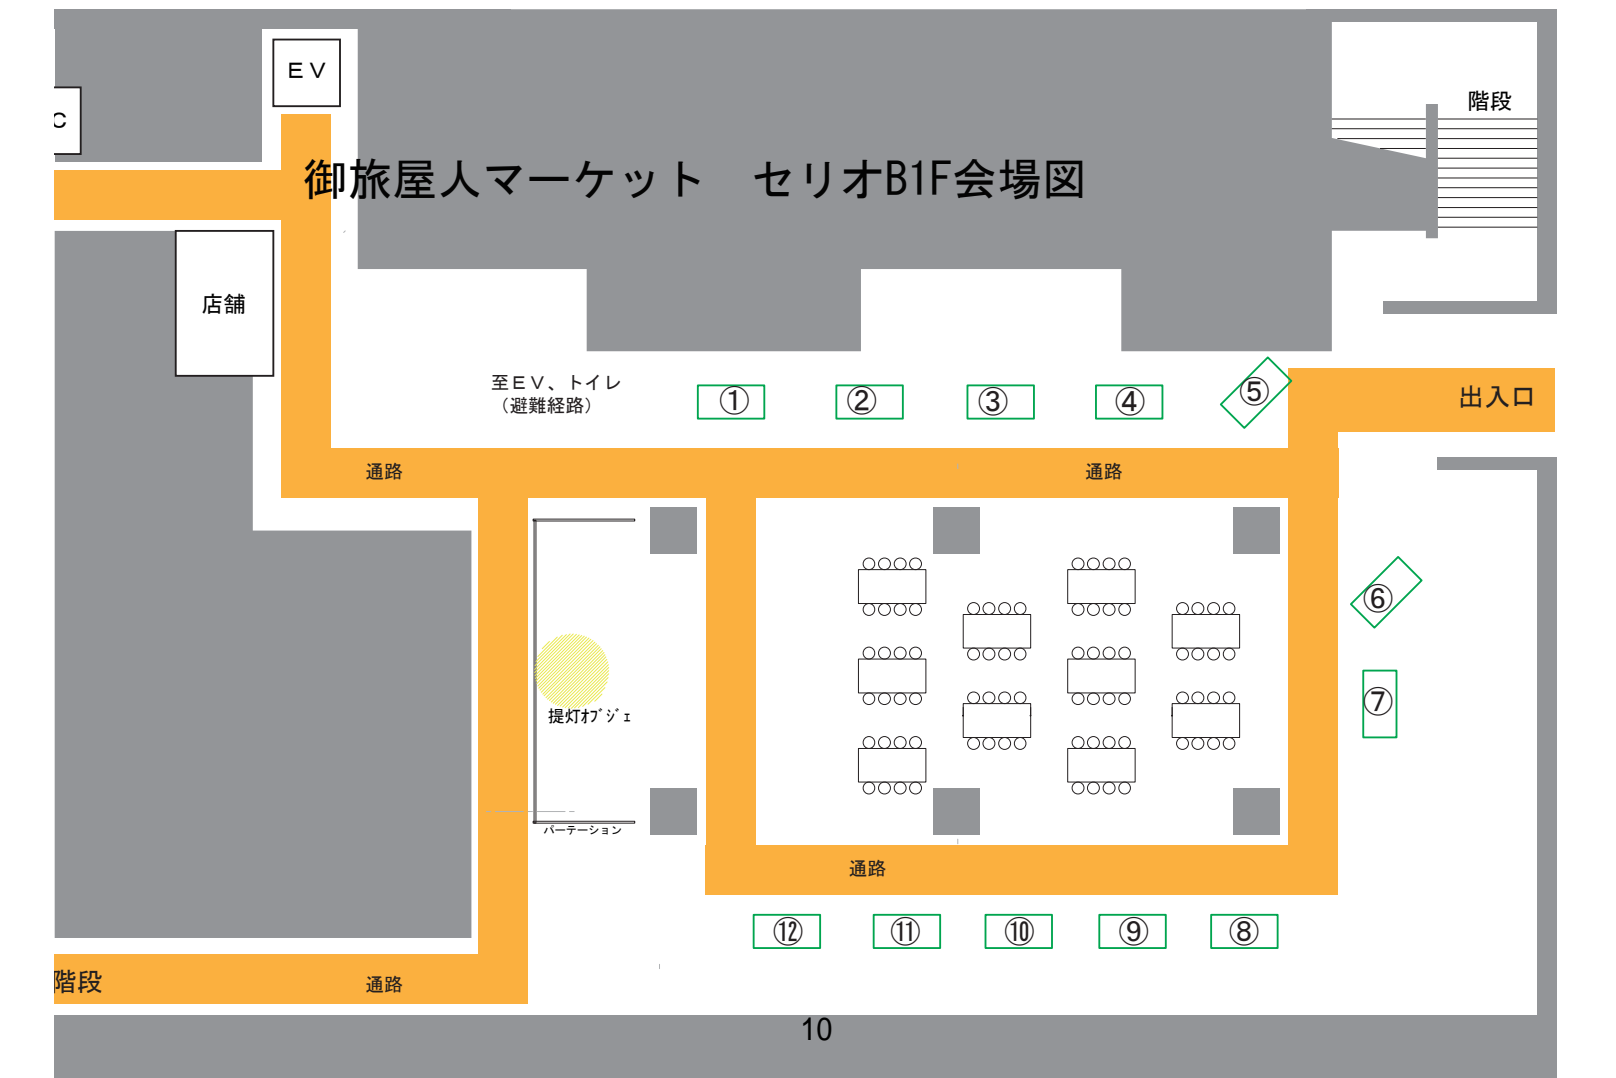 EV
階段
C
御旅屋人マーケット　セリオB1F会場図
店舗
至EV、トイレ
（避難経路）
①
②
③
④
⑤
出入口
通路
通路
⑥
⑦
提灯ｵﾌﾞｼﾞｪ
パーテーション
通路
⑫
⑪
⑩
⑨
⑧
階段
通路
10